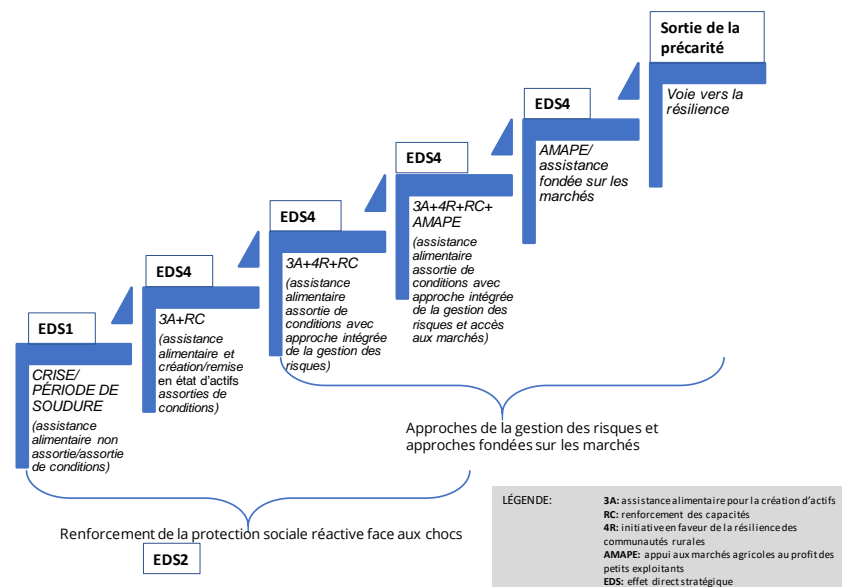 EDS1
CRISE/
PÉRIODE DE
SOUDURE
(assistance
alimentaire non
assortie/assortie
de conditions)
EDS4
3A+RC
(assistance
alimentaire et
création/remise
en état d'actifs
assorties de
conditions)
EDS4
3A+4R+RC
(assistance
alimentaire
assortie de
conditions avec
approche intégrée
de la gestion des
risques)
EDS4
3A+4R+RC+
AMAPE
(assistance
alimentaire
assortie de
conditions avec
approche intégrée
de la gestion des
risques et accès
aux marchés)
EDS4
AMAPE/
assistance
fondée sur les
marchés
Sortie de la
précarité
Voie vers la
résilience
Approches de la gestion des risques et
approches fondées sur les marchés
Renforcement de la protection sociale réactive face aux chocs
EDS2
LÉGENDE:
3A: assistance alimentaire pour la création d'actifs
RC: renforcement des capacités
4R: initiative en faveur de la résilience des
communautés rurales
AMAPE: appui aux marchés agricoles au profit des
petits exploitants
EDS: effet direct stratégique